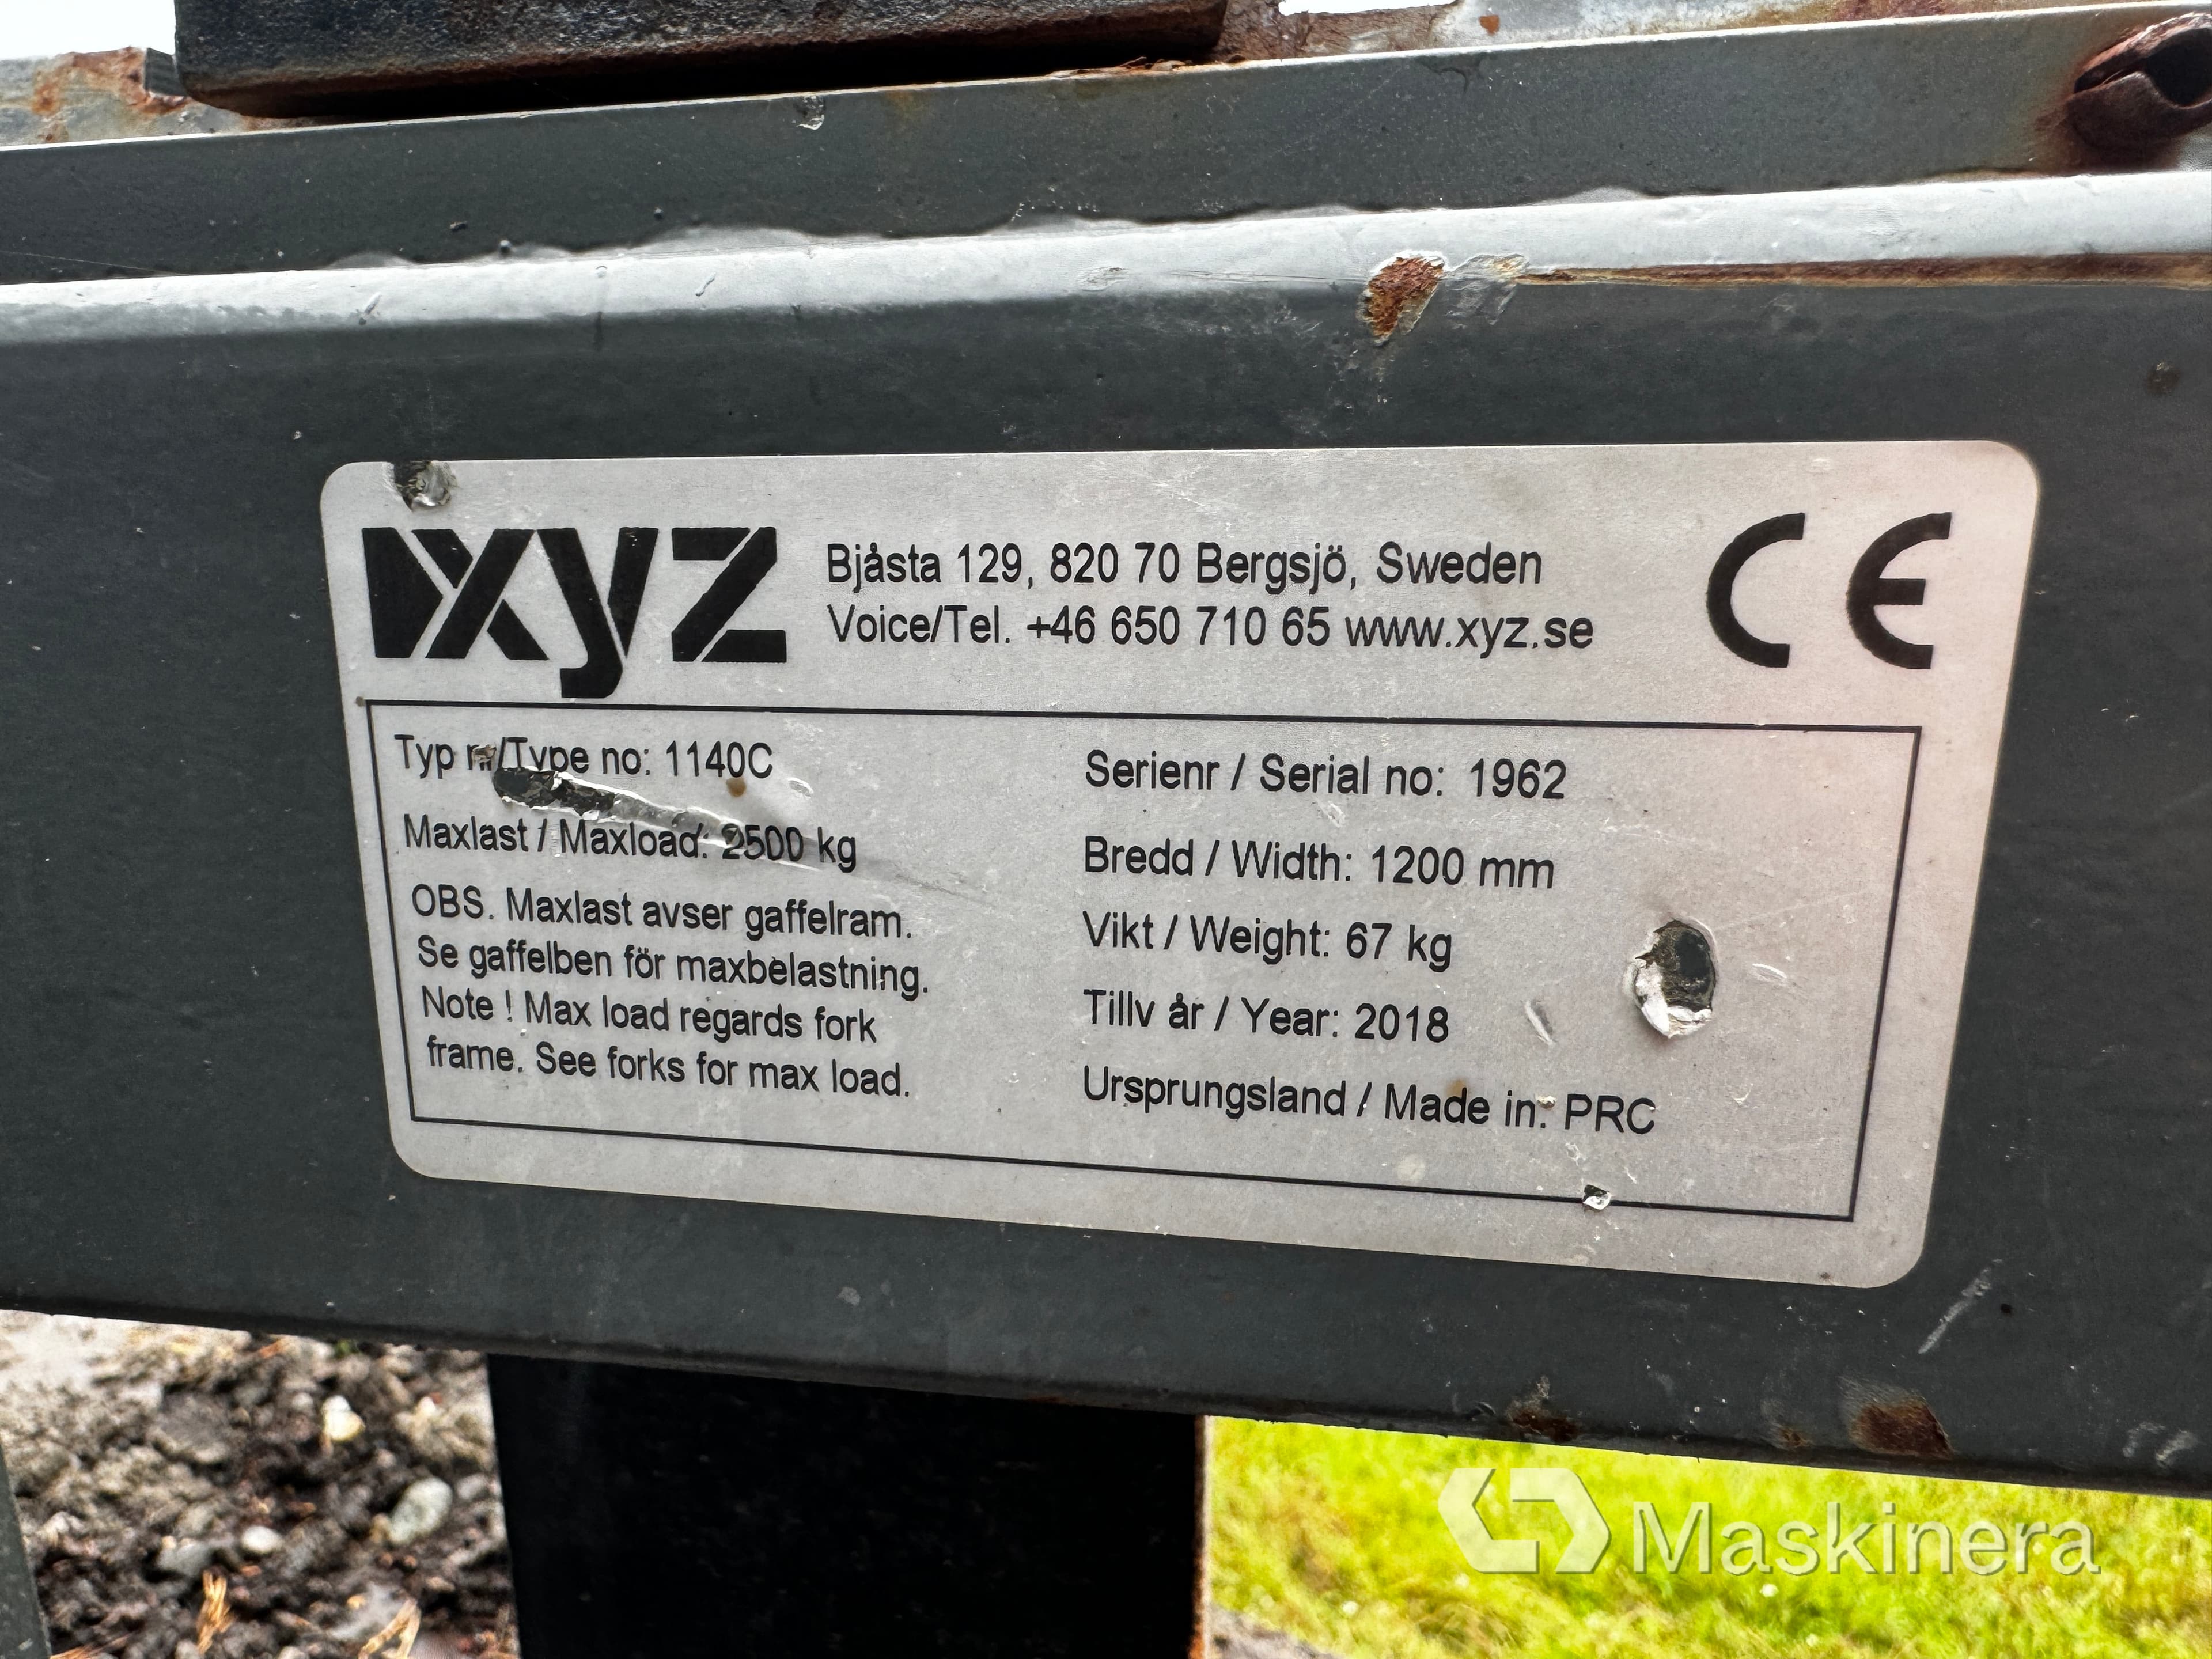 xyz
Bjåsta 129, 820 70 Bergsjö, Sweden
Voice/Tel. +46 650 710 65 www.xyz.se
CE
Typ nr/Type no: 1140C
Maxlast / Maxload: 2500 kg
OBS. Maxlast avser gaffelram.
Se gaffelben för maxbelastning.
Note ! Max load regards fork
frame. See forks for max load.
Serienr / Serial no: 1962
Bredd / Width: 1200 mm
Vikt / Weight: 67 kg
Tillv år / Year: 2018
Ursprungsland / Made in: PRC
Maskinera